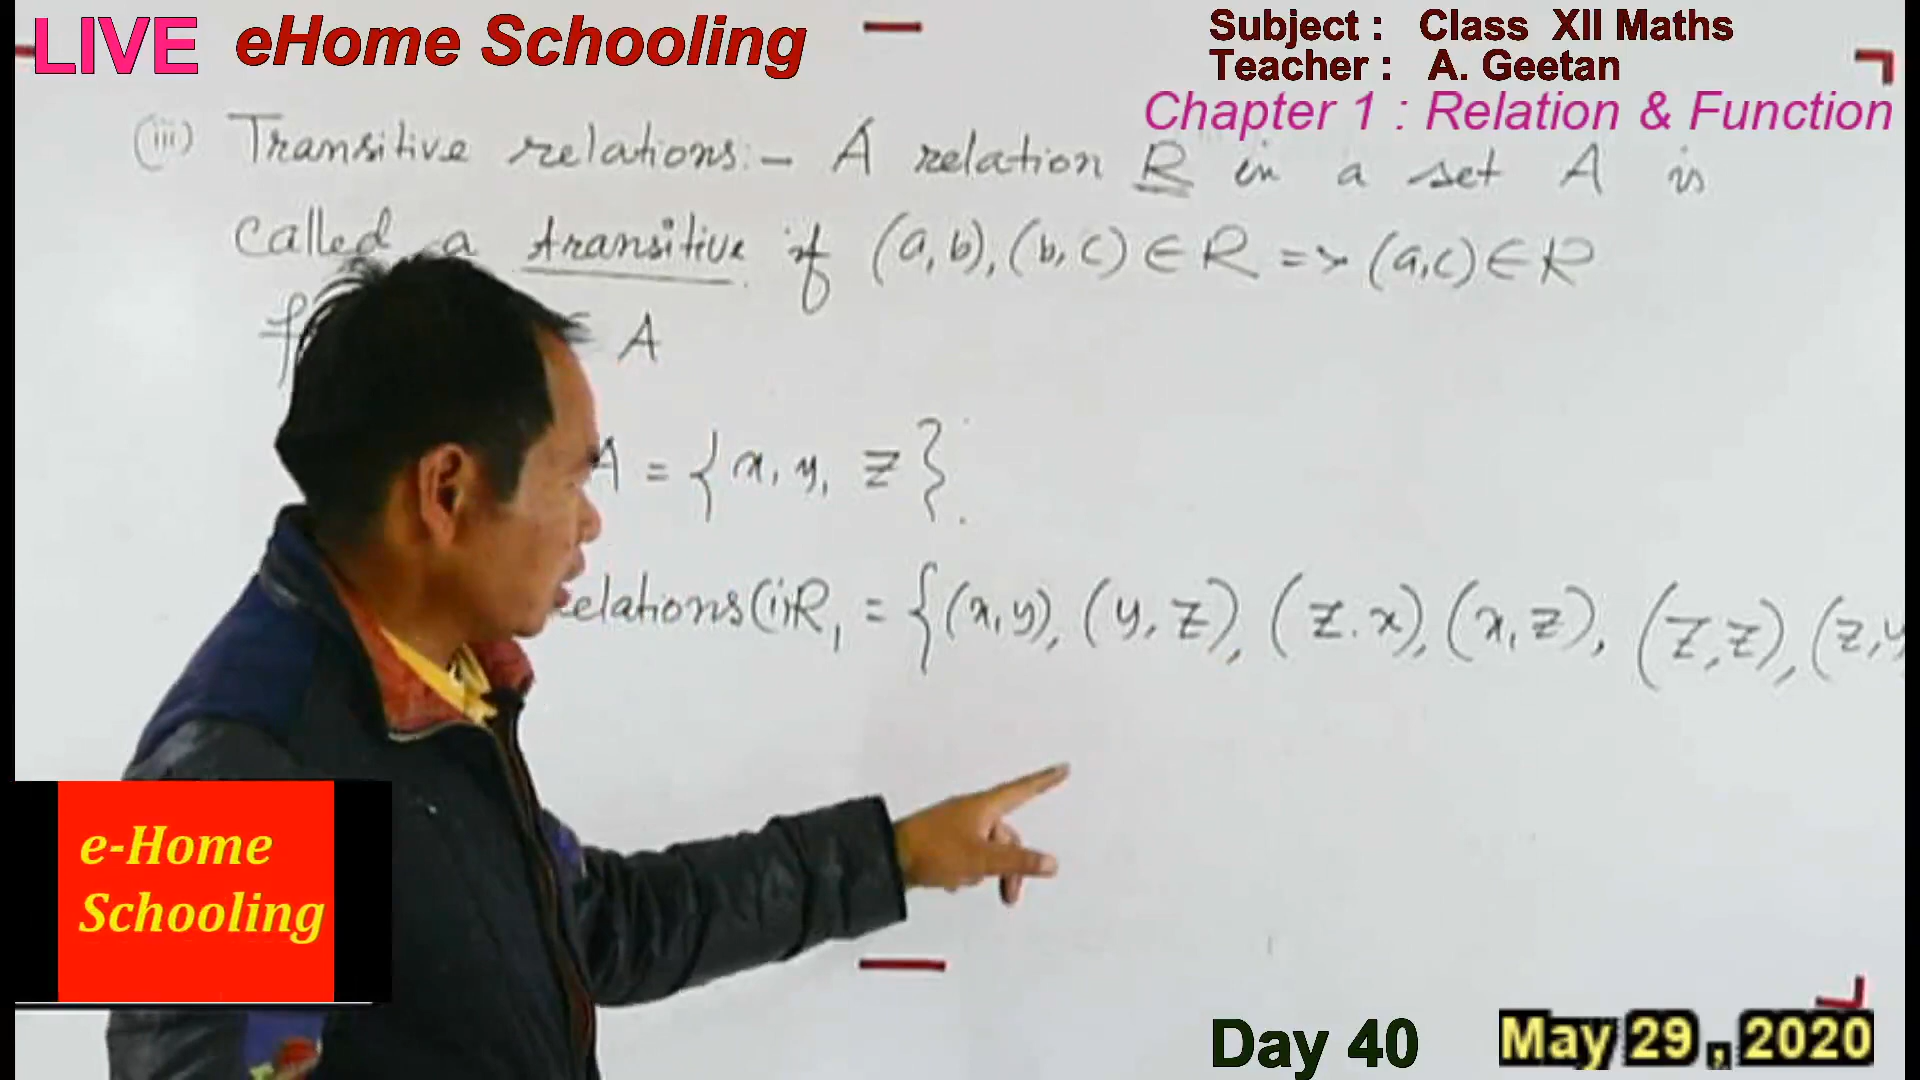 LIVE eHome Schooling
Subject : Class XII Maths
Teacher : A. Geetan
Chapter 1 : Relation & Function
(iii) Transitive relations:- A relation R in a set A is
called a transitive if (a,b), (b,c) ∈ R => (a,c) ∈ R
∈ A
A = {x, y, z}.
relations (i) R₁ = {(x,y), (y,z), (z.x), (x,z), (z,z), (z,y
e-Home
Schooling
Day 40
May 29, 2020